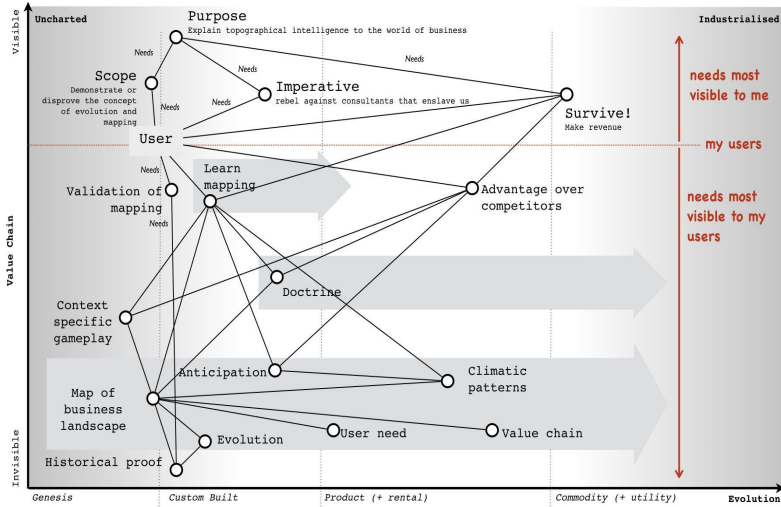 Visible
Uncharted
Purpose
Explain topographical intelligence to the world of business
Industrialised
Needs
Needs
Needs
Scope
Demonstrate or
disprove the concept
of evolution and
mapping
Needs
Needs
Imperative
rebel against consultants that enslave us
Survive!
Make revenue
needs most
visible to me
User
my users
Needs
Learn
mapping
Validation of
mapping
Needs
Advantage over
competitors
needs most
visible to my
users
Value Chain
Doctrine
Context
specific
gameplay
Anticipation
Climatic
patterns
Map of
business
landscape
Evolution
User need
Value chain
Historical proof
Invisible
Genesis
Custom Built
Product (+ rental)
Commodity (+ utility)
Evolution